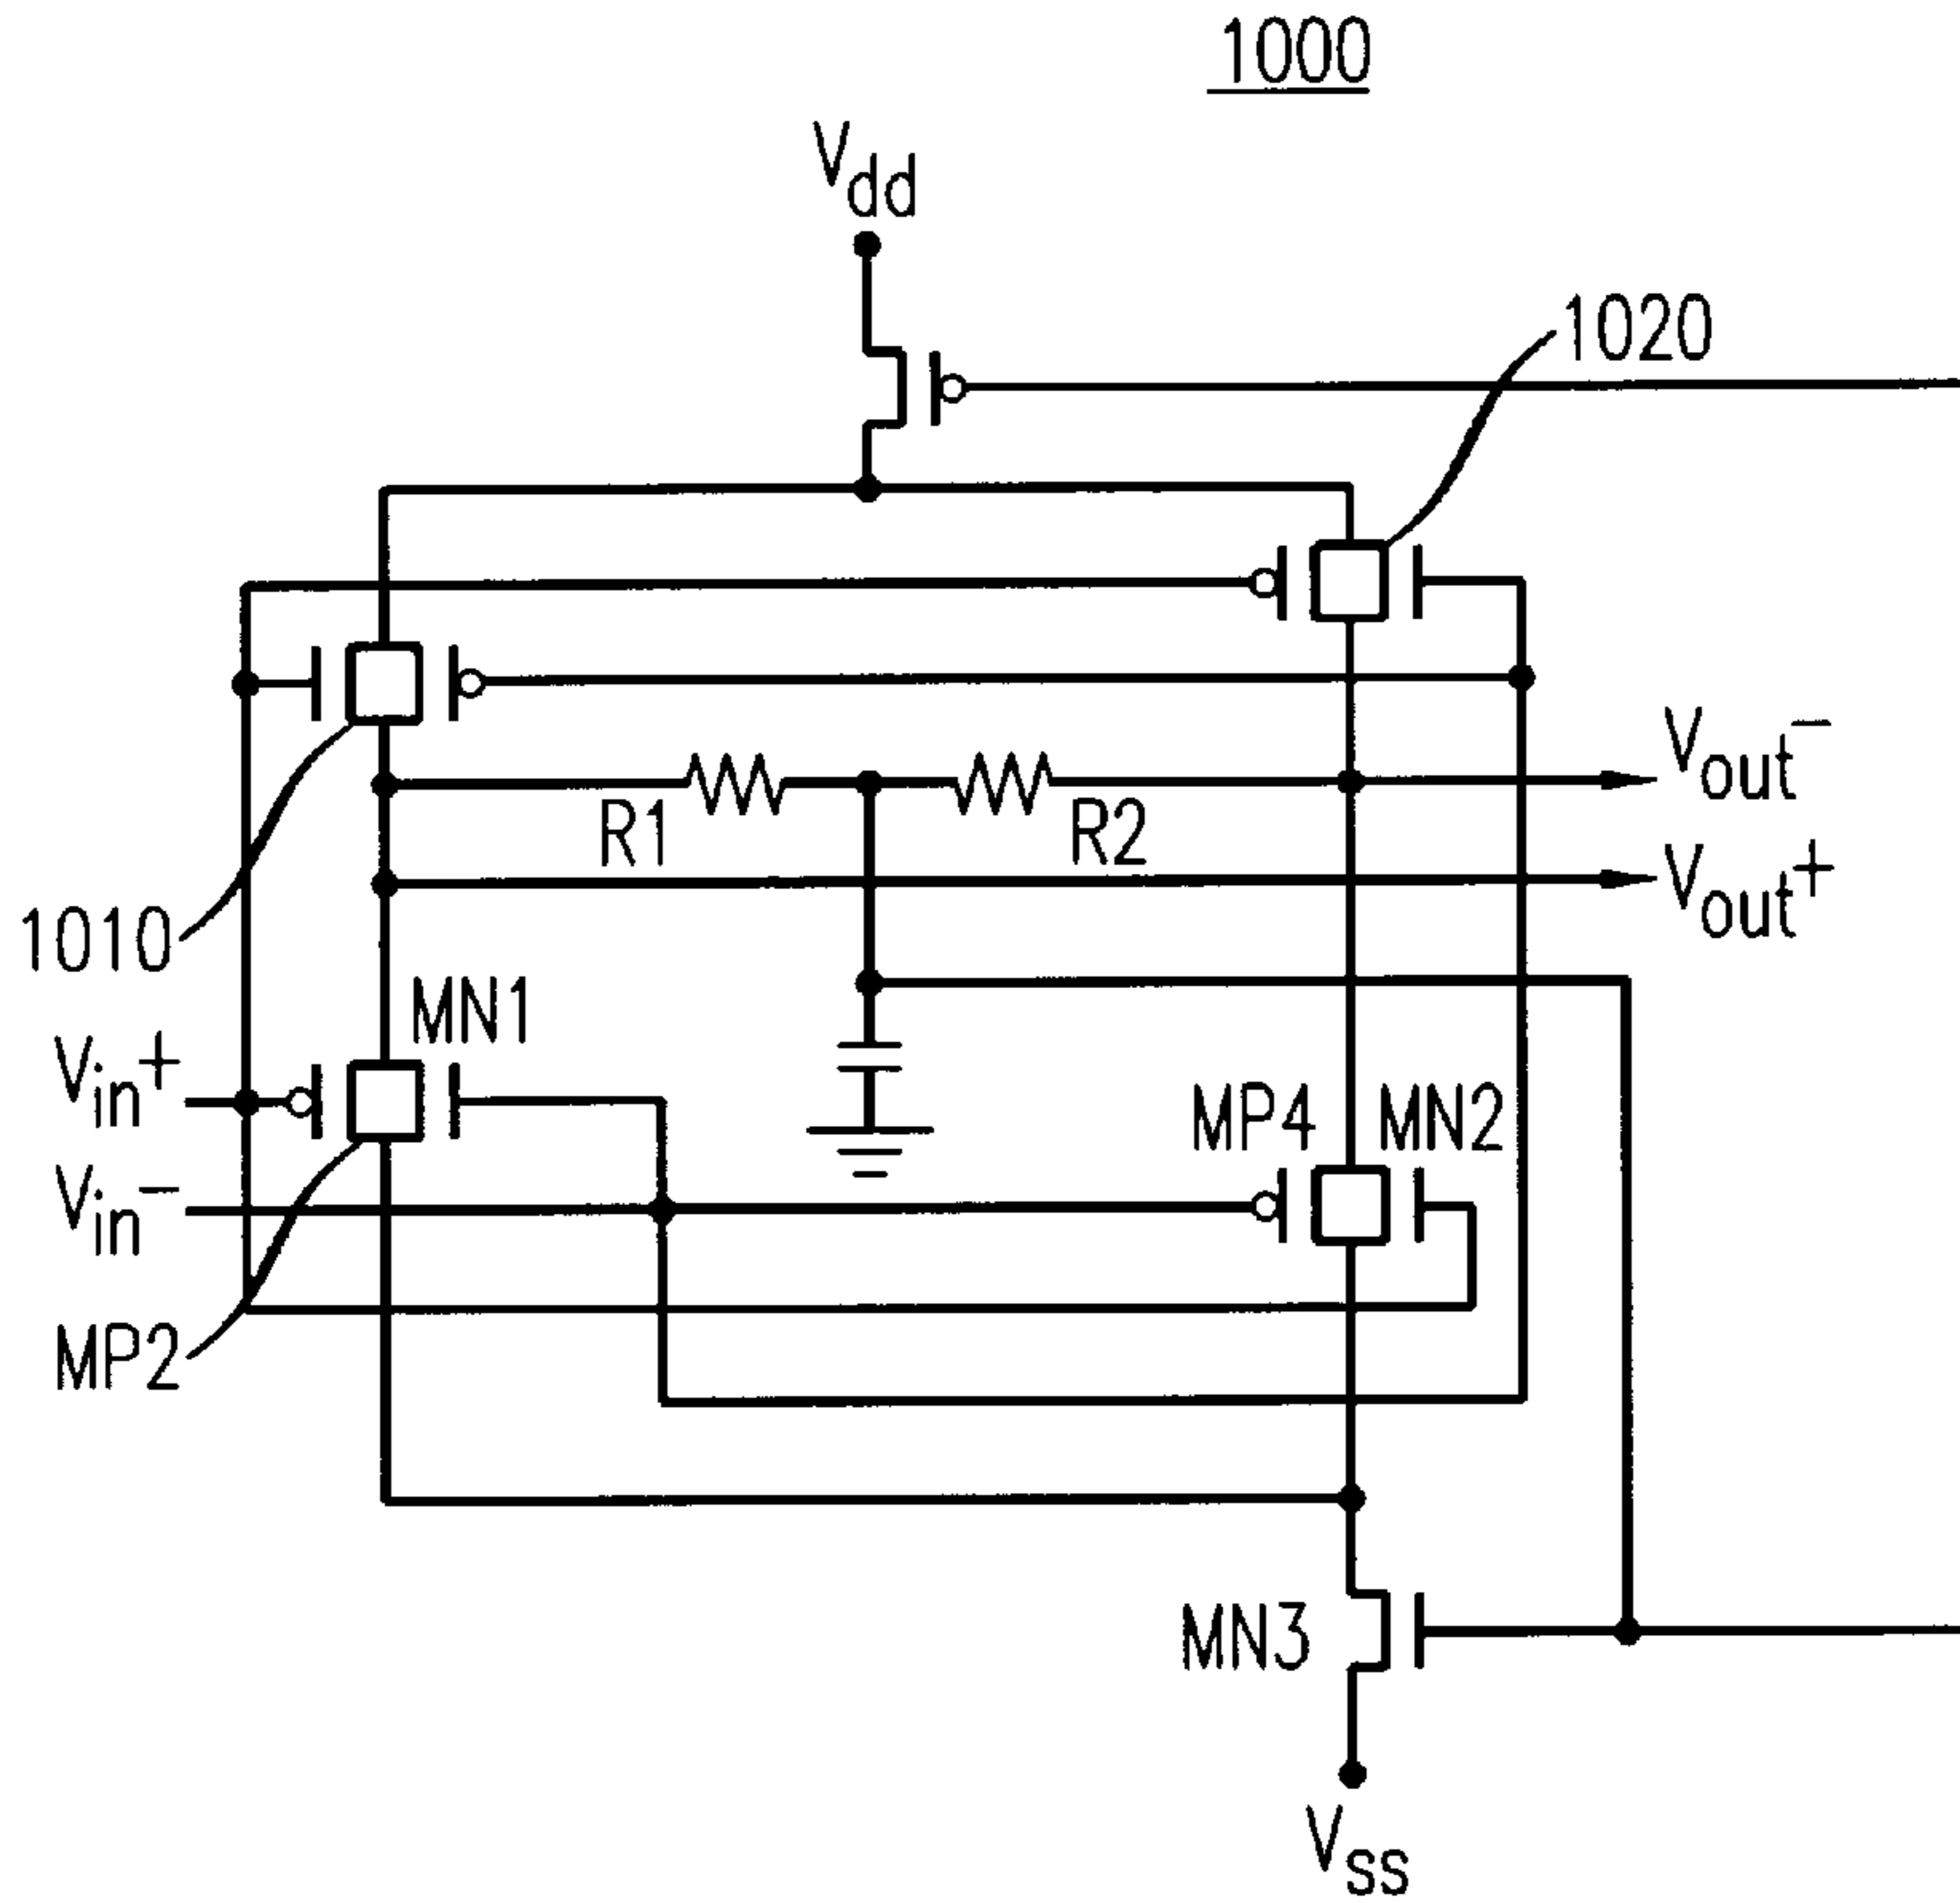 1000
Vdd
1020
Vout-
R1
R2
Vout+
1010
MN1
Vin+
MP4
MN2
Vin-
MP2
MN3
Vss